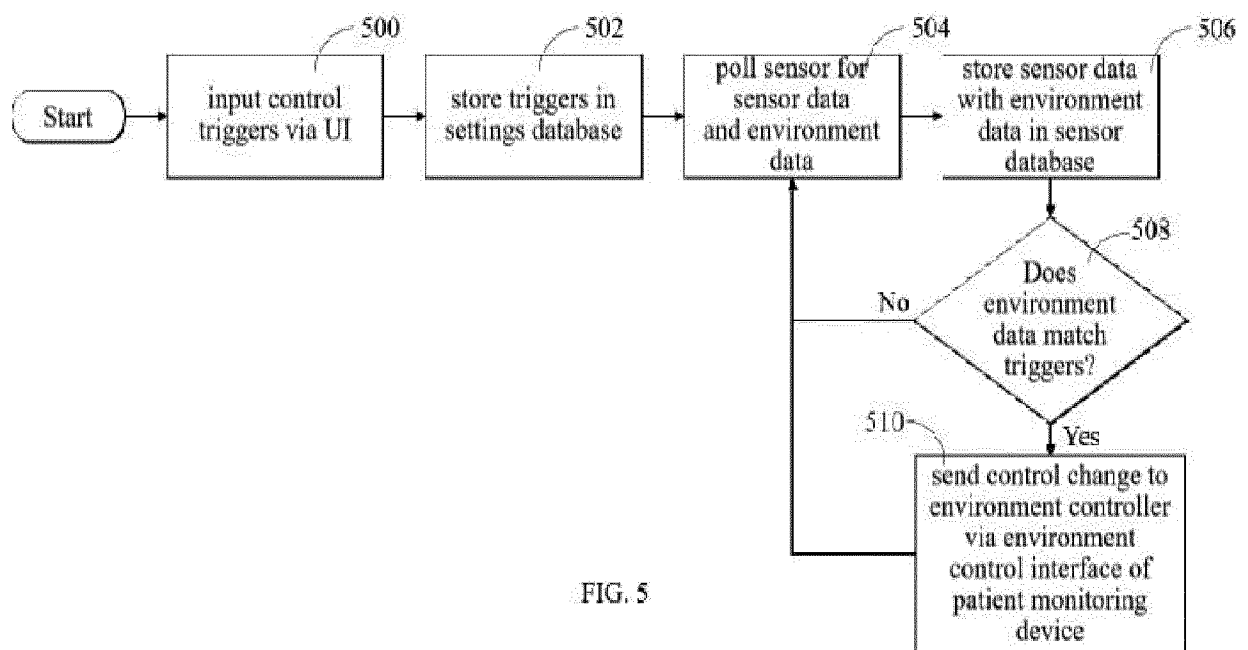 500
502
504
506
Start
input control
triggers via UI
store triggers in
settings database
poll sensor for
sensor data
and environment
data
store sensor data
with environment
data in sensor
database
508
Does
environment
data match
triggers?
No
Yes
510
send control change to
environment controller
via environment
control interface of
patient monitoring
device
FIG. 5